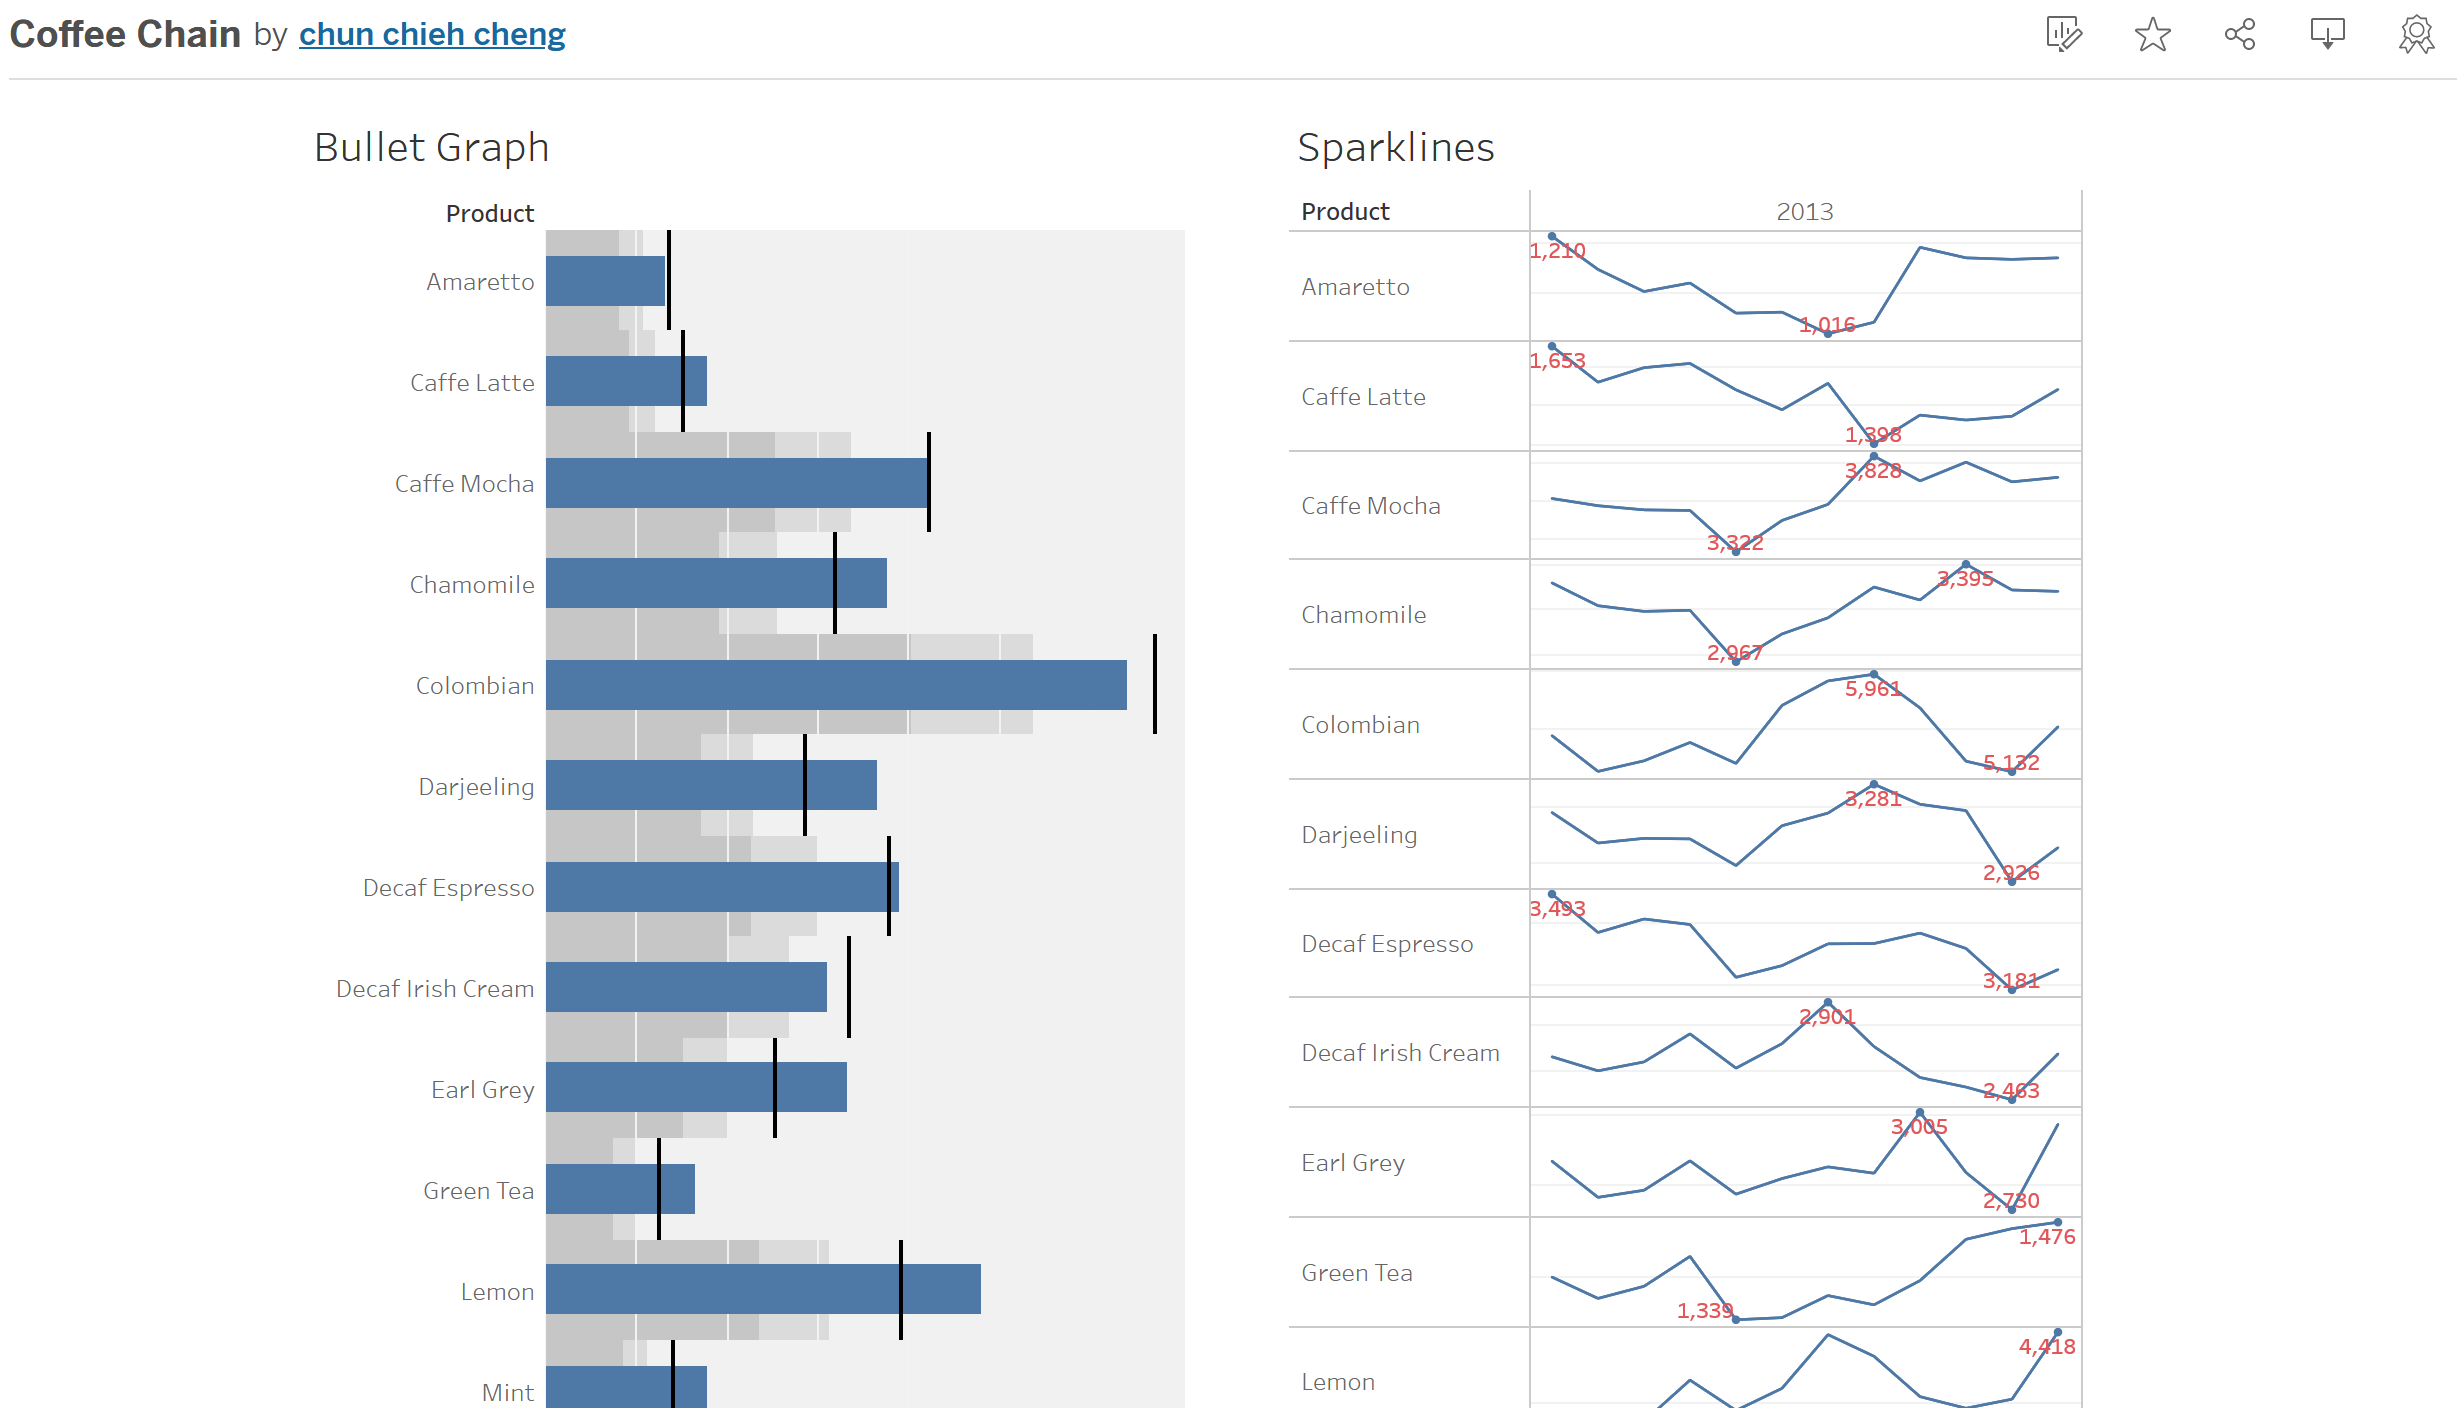 Coffee Chain by chun chieh cheng
Bullet Graph
Product
Amaretto
Caffe Latte
Caffe Mocha
Chamomile
Colombian
Darjeeling
Decaf Espresso
Decaf Irish Cream
Earl Grey
Green Tea
Lemon
Mint
Sparklines
Product 2013
Amaretto 1,210 1,016
Caffe Latte 1,653 1,398
Caffe Mocha 3,322 3,828
Chamomile 2,967 3,395
Colombian 5,961 5,132
Darjeeling 3,281 2,926
Decaf Espresso 3,493 3,181
Decaf Irish Cream 2,901 2,463
Earl Grey 3,005 2,730
Green Tea 1,339 1,476
Lemon 4,418